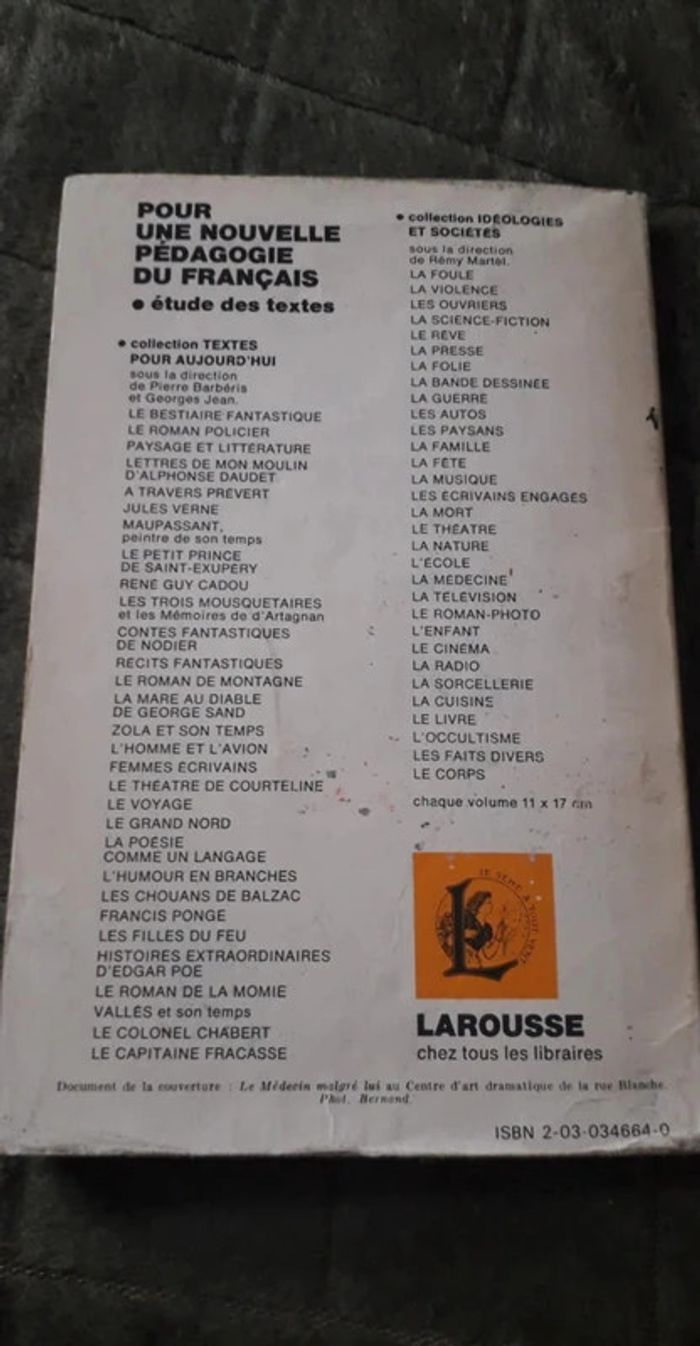 POUR
UNE NOUVELLE
PÉDAGOGIE
DU FRANÇAIS
● étude des textes
● collection TEXTES
POUR AUJOURD'HUI
sous la direction
de Pierre Barbéris
et Georges Jean.
LE BESTIAIRE FANTASTIQUE
LE ROMAN POLICIER
PAYSAGE ET LITTÉRATURE
LETTRES DE MON MOULIN
D'ALPHONSE DAUDET
A TRAVERS PRÉVERT
JULES VERNE
MAUPASSANT,
peintre de son temps
LE PETIT PRINCE
DE SAINT-EXUPÉRY
RENÉ GUY CADOU
LES TROIS MOUSQUETAIRES
et les Mémoires de d'Artagnan
CONTES FANTASTIQUES
DE NODIER
RÉCITS FANTASTIQUES
LE ROMAN DE MONTAGNE
LA MARE AU DIABLE
DE GEORGE SAND
ZOLA ET SON TEMPS
L'HOMME ET L'AVION
FEMMES ÉCRIVAINS
LE THÉÂTRE DE COURTELINE
LE VOYAGE
LE GRAND NORD
LA POÉSIE
COMME UN LANGAGE
L'HUMOUR EN BRANCHES
LES CHOUANS DE BALZAC
FRANCIS PONGE
LES FILLES DU FEU
HISTOIRES EXTRAORDINAIRES
D'EDGAR POE
LE ROMAN DE LA MOMIE
VALLÈS et son temps
LE COLONEL CHABERT
LE CAPITAINE FRACASSE
● collection IDÉOLOGIES
ET SOCIÉTÉS
sous la direction
de Rémy Martel.
LA FOULE
LA VIOLENCE
LES OUVRIERS
LA SCIENCE-FICTION
LE RÊVE
LA PRESSE
LA FOLIE
LA BANDE DESSINÉE
LA GUERRE
LES AUTOS
LES PAYSANS
LA FAMILLE
LA FÊTE
LA MUSIQUE
LES ÉCRIVAINS ENGAGÉS
LA MORT
LE THÉÂTRE
LA NATURE
L'ÉCOLE
LA MÉDECINE
LA TÉLÉVISION
LE ROMAN-PHOTO
L'ENFANT
LE CINÉMA
LA RADIO
LA SORCELLERIE
LA CUISINE
LE LIVRE
L'OCCULTISME
LES FAITS DIVERS
LE CORPS
chaque volume 11 x 17 cm
JE SÈME A TOUT VENT
L
LAROUSSE
chez tous les libraires
Document de la couverture : Le Médecin malgré lui au Centre d'art dramatique de la rue Blanche.
Phot. Bernand
ISBN 2-03-034664-0